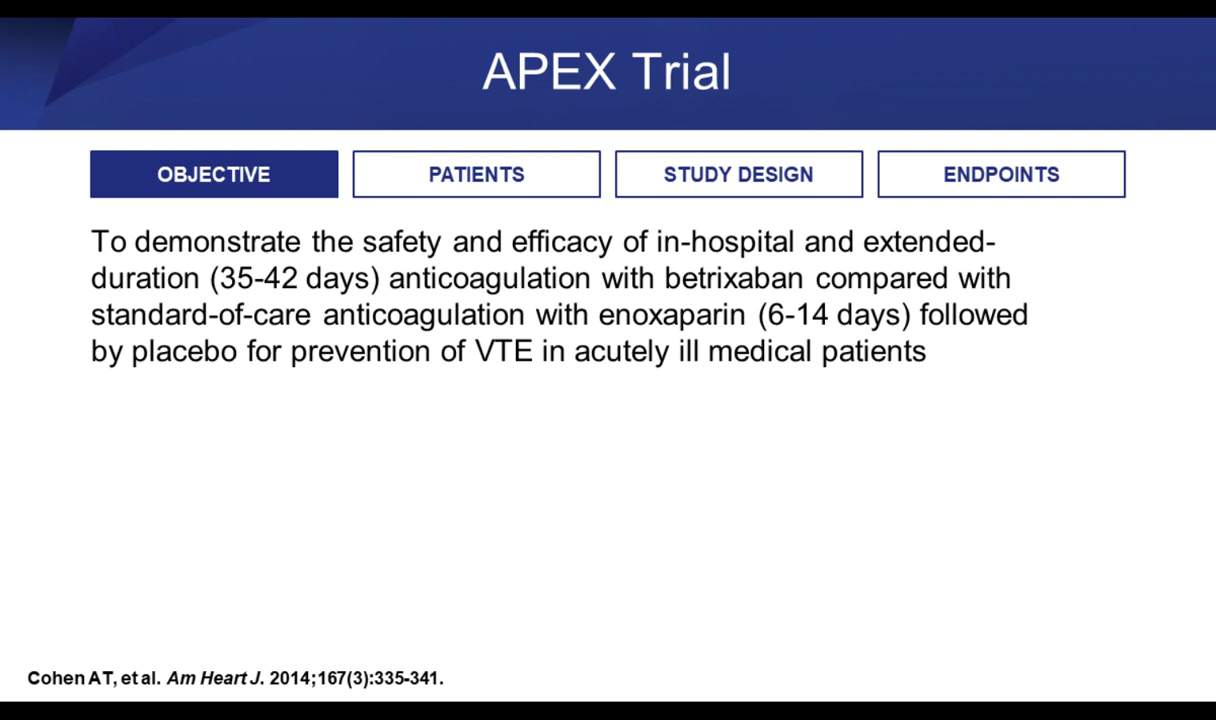 APEX Trial
OBJECTIVE
PATIENTS
STUDY DESIGN
ENDPOINTS
To demonstrate the safety and efficacy of in-hospital and extended-
duration (35-42 days) anticoagulation with betrixaban compared with
standard-of-care anticoagulation with enoxaparin (6-14 days) followed
by placebo for prevention of VTE in acutely ill medical patients
Cohen AT, et al. Am Heart J. 2014;167(3):335-341.